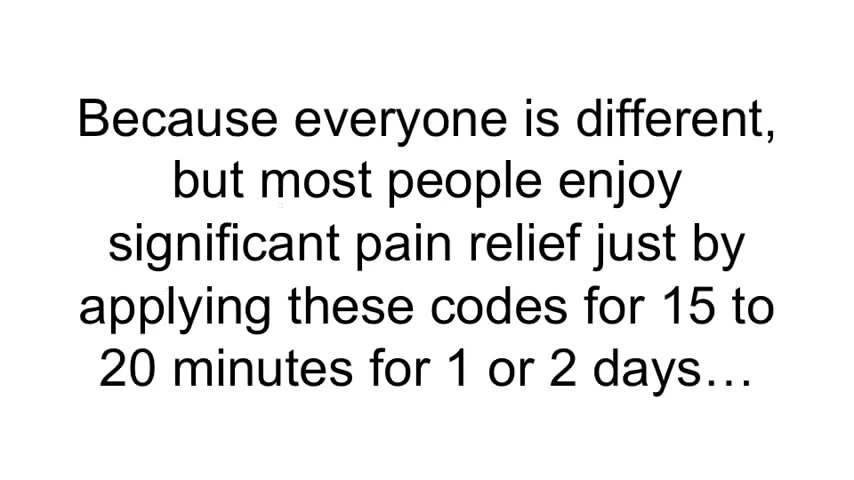 Because everyone is different,
but most people enjoy
significant pain relief just by
applying these codes for 15 to
20 minutes for 1 or 2 days…